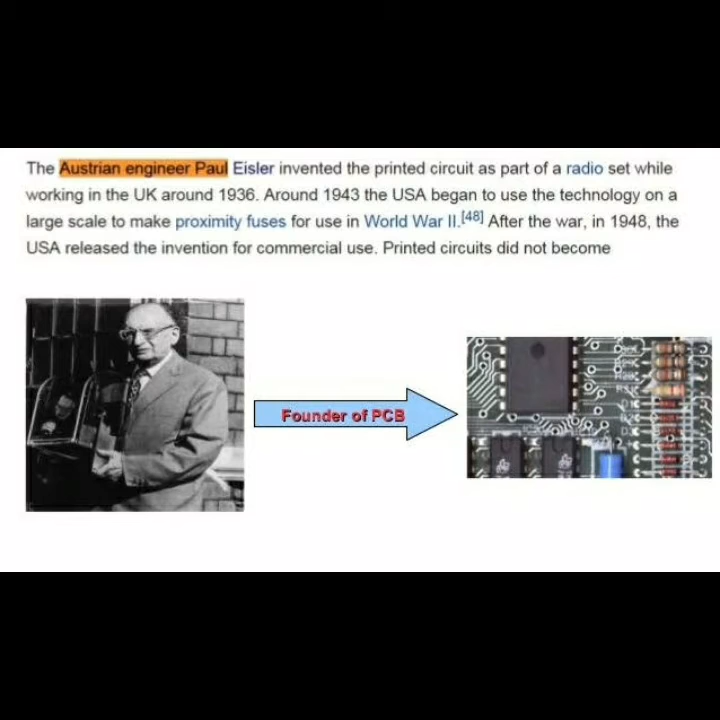 The Austrian engineer Paul Eisler invented the printed circuit as part of a radio set while
working in the UK around 1936. Around 1943 the USA began to use the technology on a
large scale to make proximity fuses for use in World War II.[48] After the war, in 1948, the
USA released the invention for commercial use. Printed circuits did not become
Founder of PCB